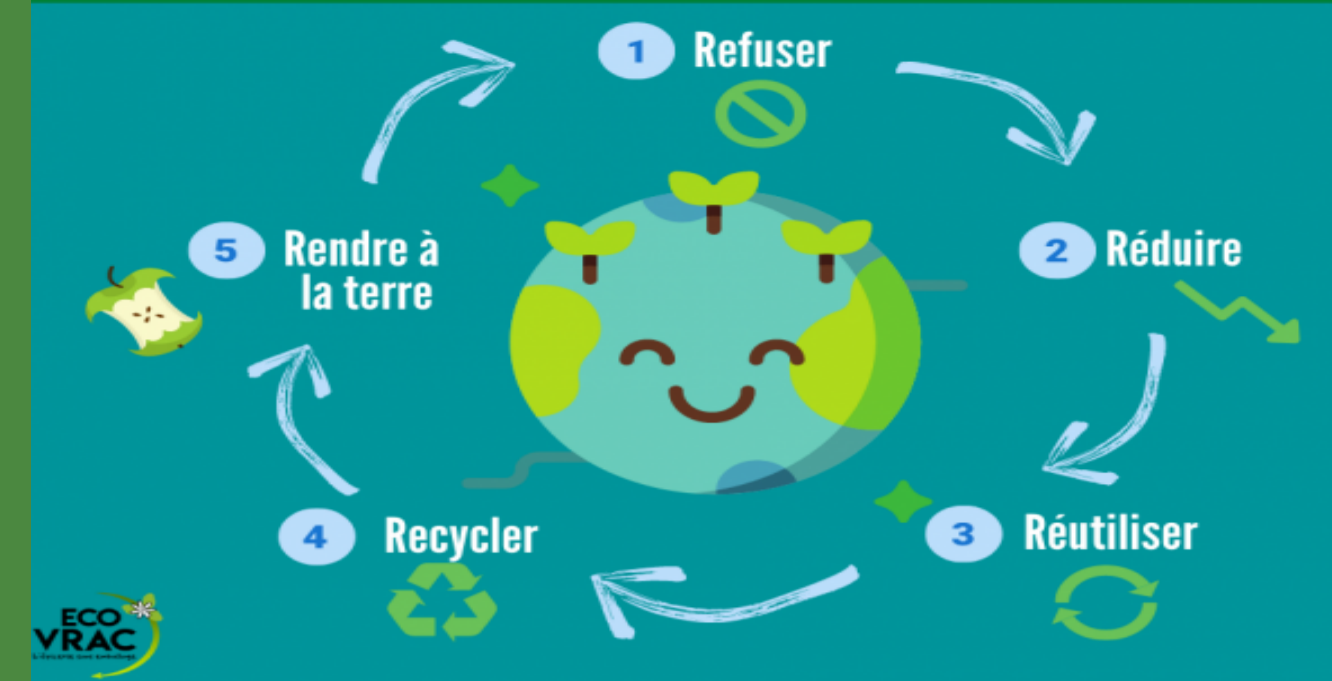 1 Refuser
2 Réduire
3 Réutiliser
4 Recycler
5 Rendre à
la terre
ECO
VRAC